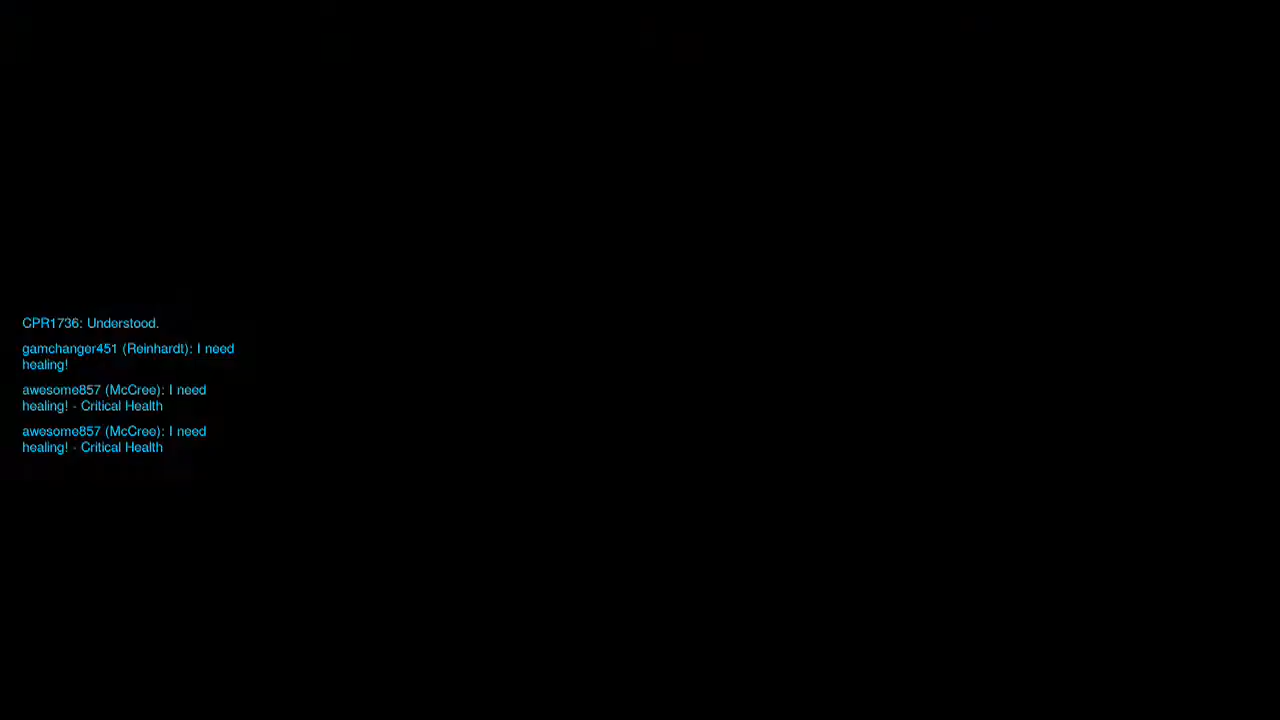 CPR1736: Understood.
gamchanger451 (Reinhardt): I need
healing!
awesome857 (McCree): I need
healing! - Critical Health
awesome857 (McCree): I need
healing! - Critical Health